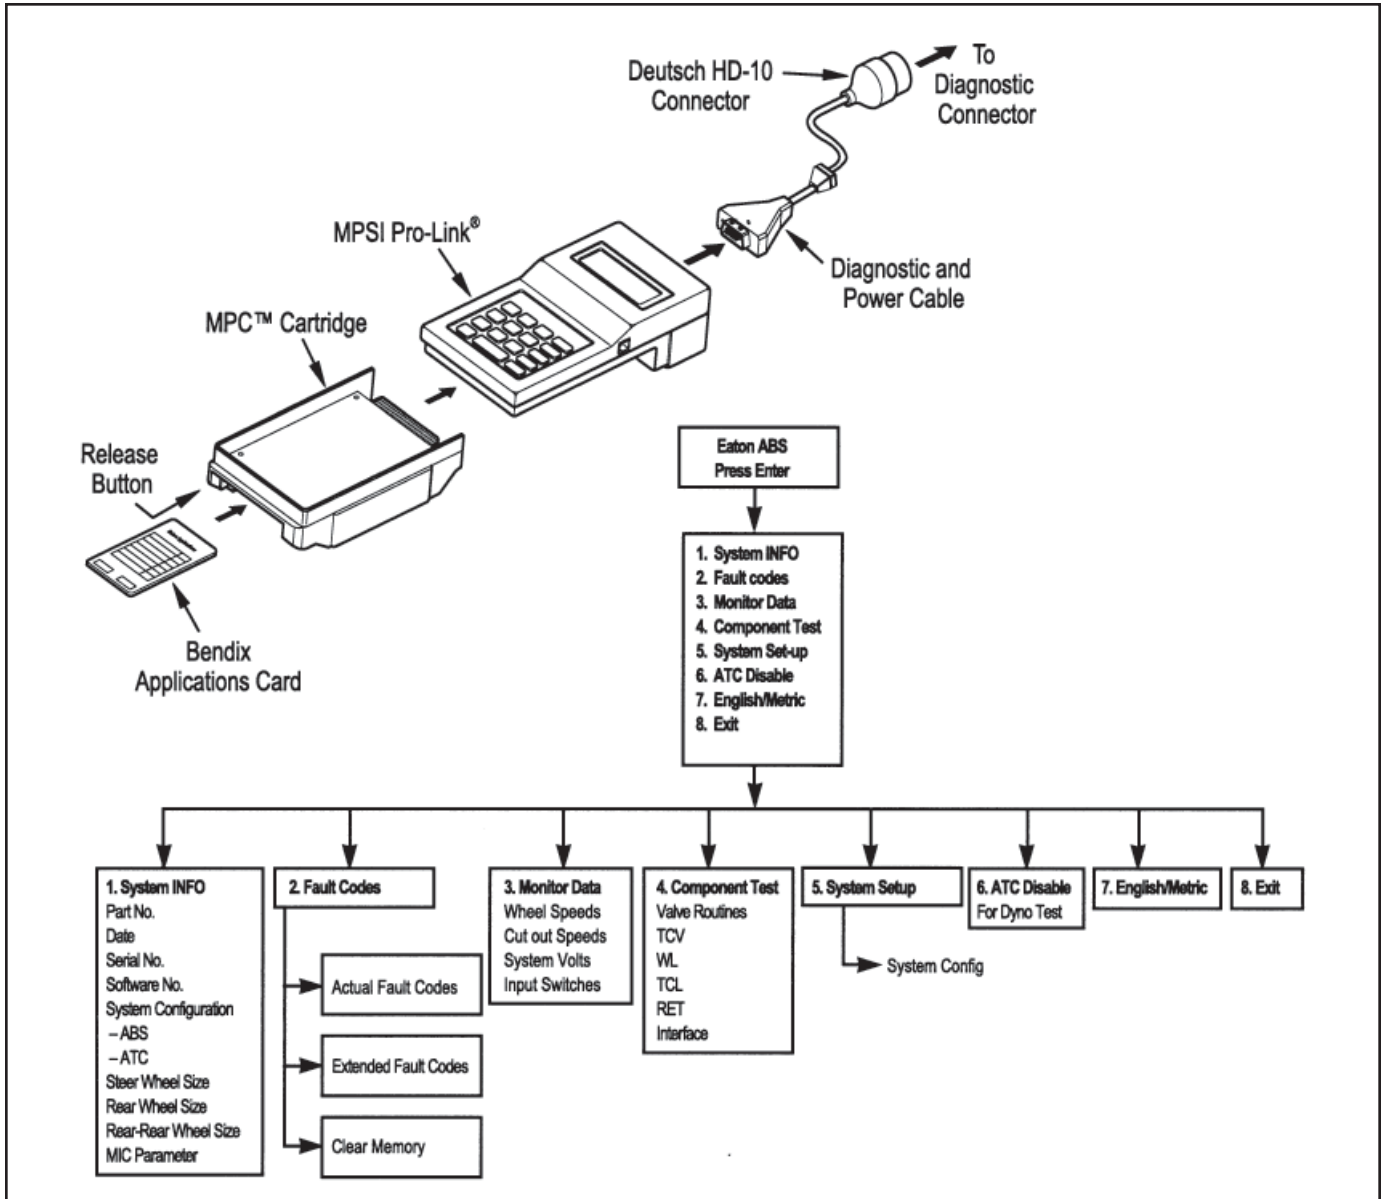 Deutsch HD-10
Connector
To
Diagnostic
Connector
MPSI Pro-Link®
Diagnostic and
Power Cable
MPC™ Cartridge
Release
Button
Bendix
Applications Card
Eaton ABS
Press Enter
1. System INFO
2. Fault codes
3. Monitor Data
4. Component Test
5. System Set-up
6. ATC Disable
7. English/Metric
8. Exit
1. System INFO
Part No.
Date
Serial No.
Software No.
System Configuration
– ABS
– ATC
Steer Wheel Size
Rear Wheel Size
Rear-Rear Wheel Size
MIC Parameter
2. Fault Codes
Actual Fault Codes
Extended Fault Codes
Clear Memory
3. Monitor Data
Wheel Speeds
Cut out Speeds
System Volts
Input Switches
4. Component Test
Valve Routines
TCV
WL
TCL
RET
Interface
5. System Setup
System Config
6. ATC Disable
For Dyno Test
7. English/Metric
8. Exit